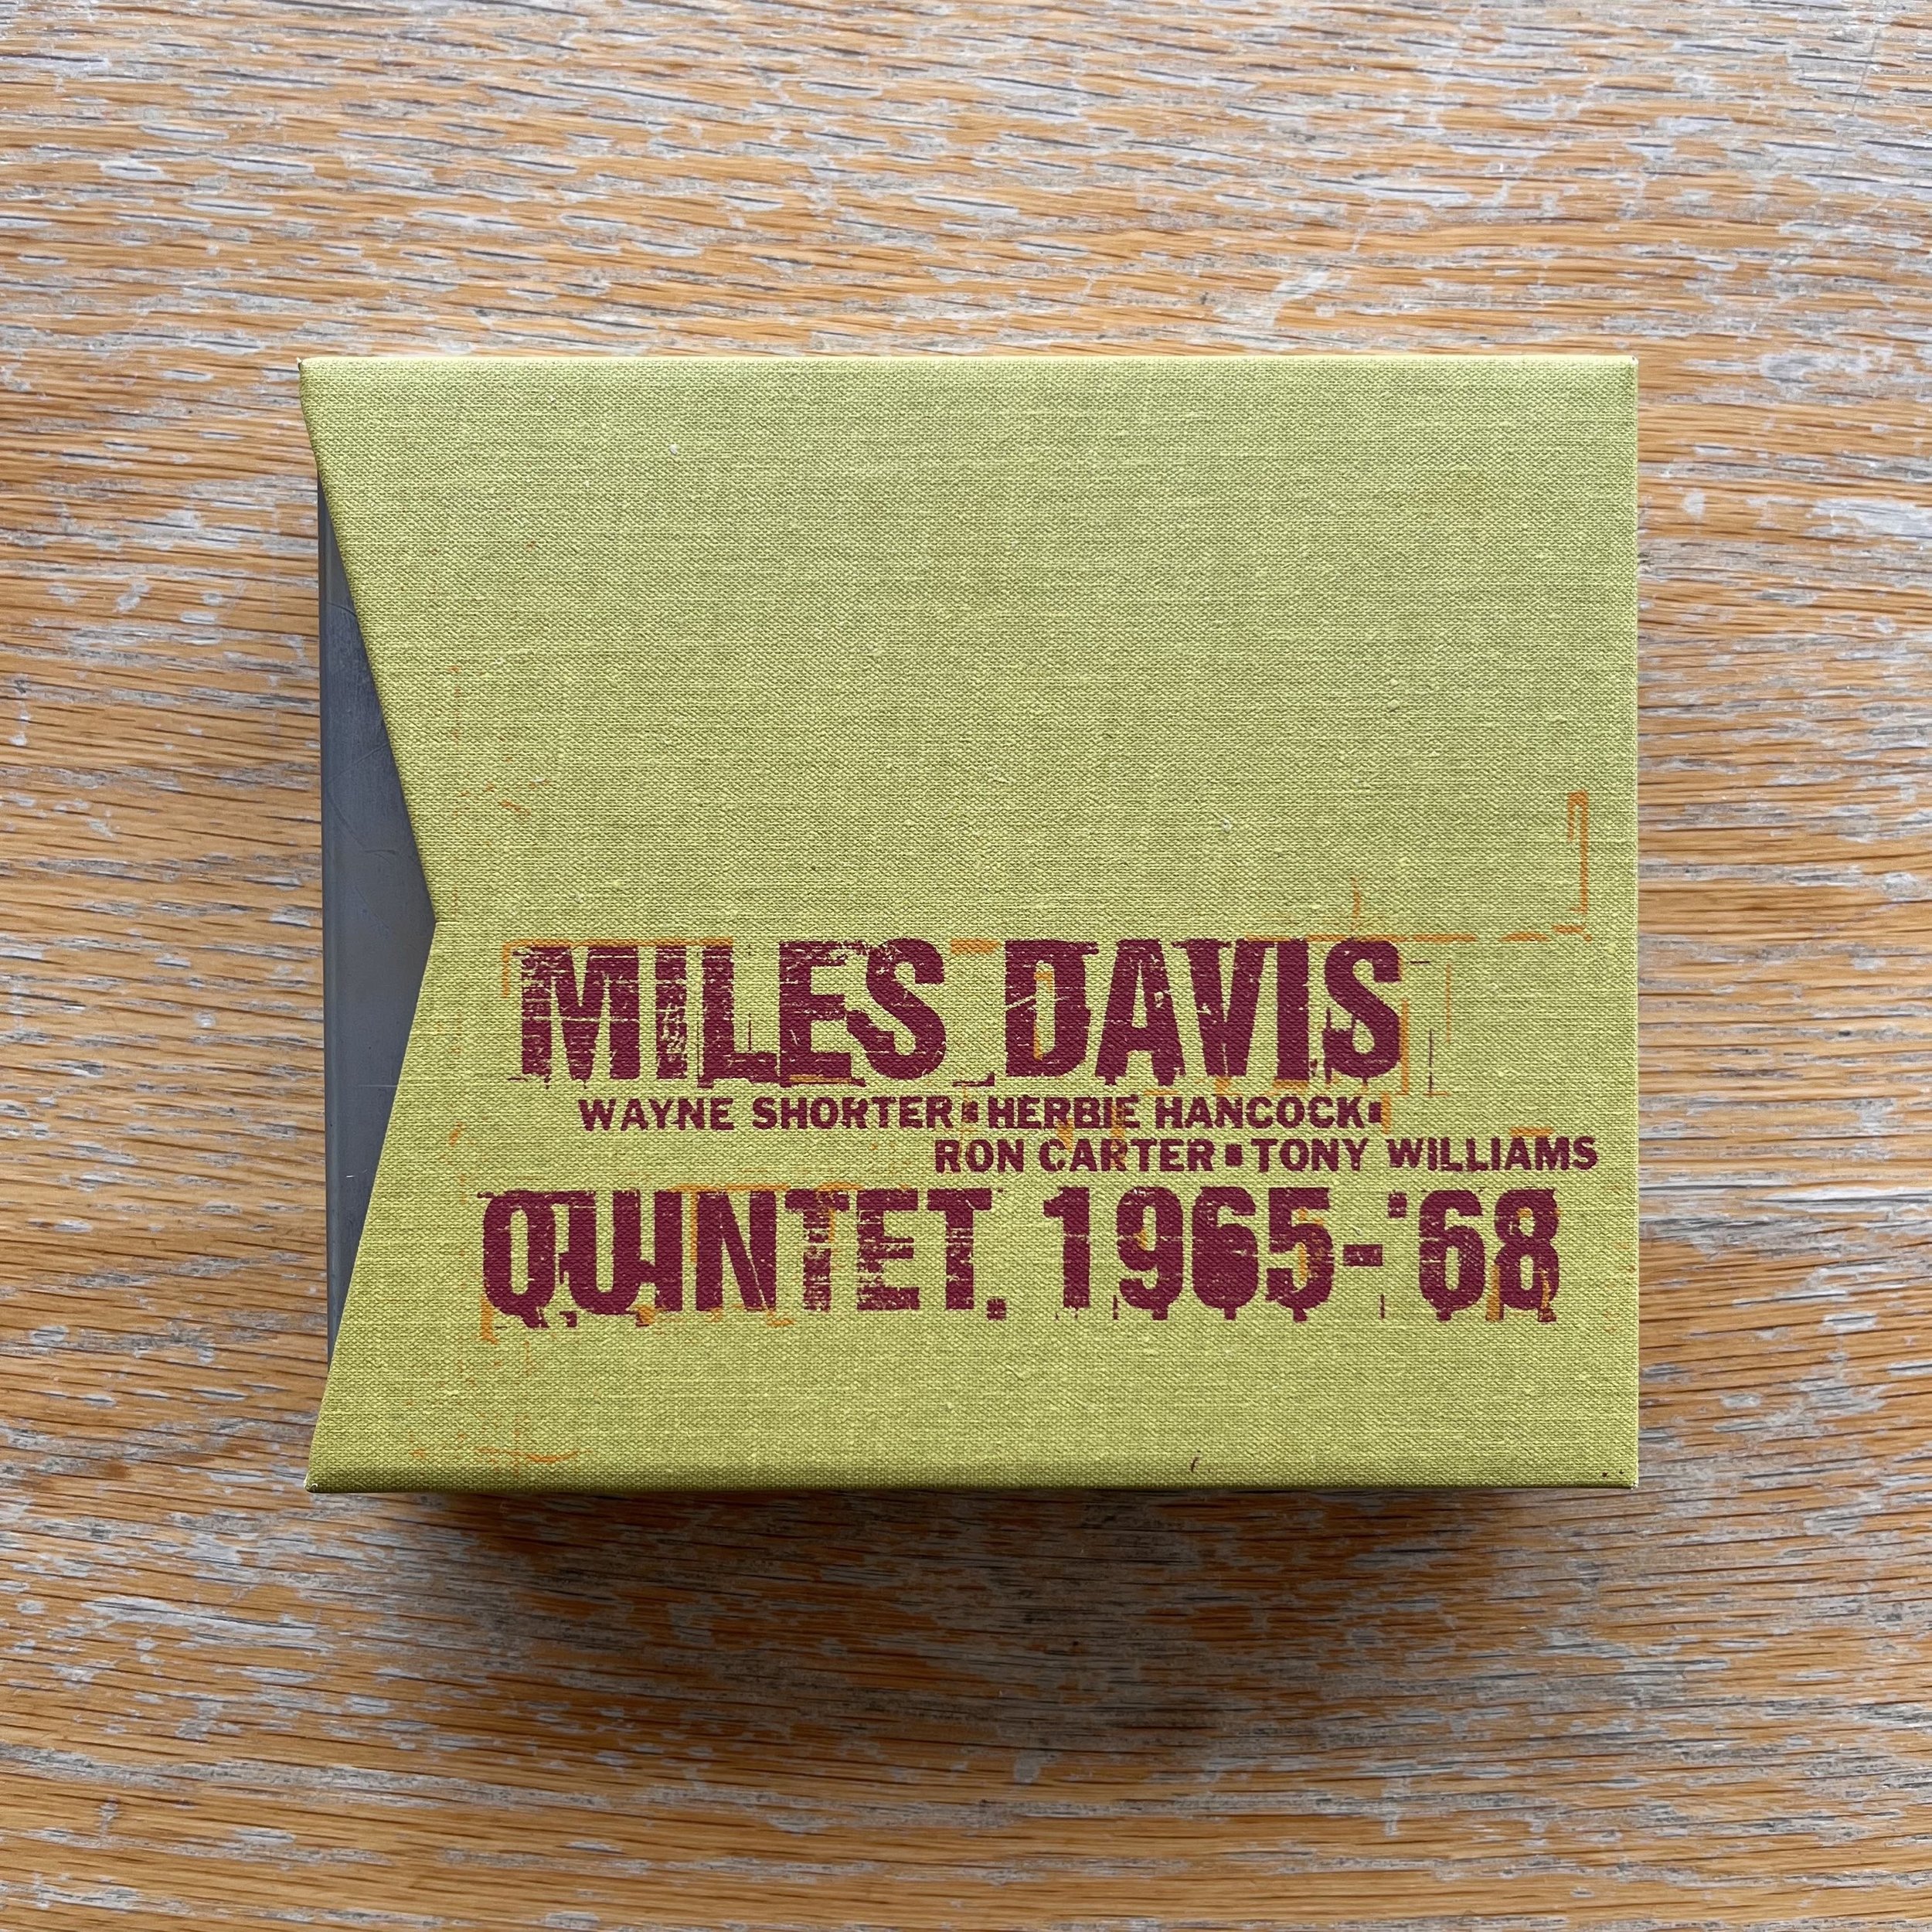 MILES DAVIS
WAYNE SHORTER▪HERBIE HANCOCK▪
RON CARTER▪TONY WILLIAMS
QUINTET. 1965-'68